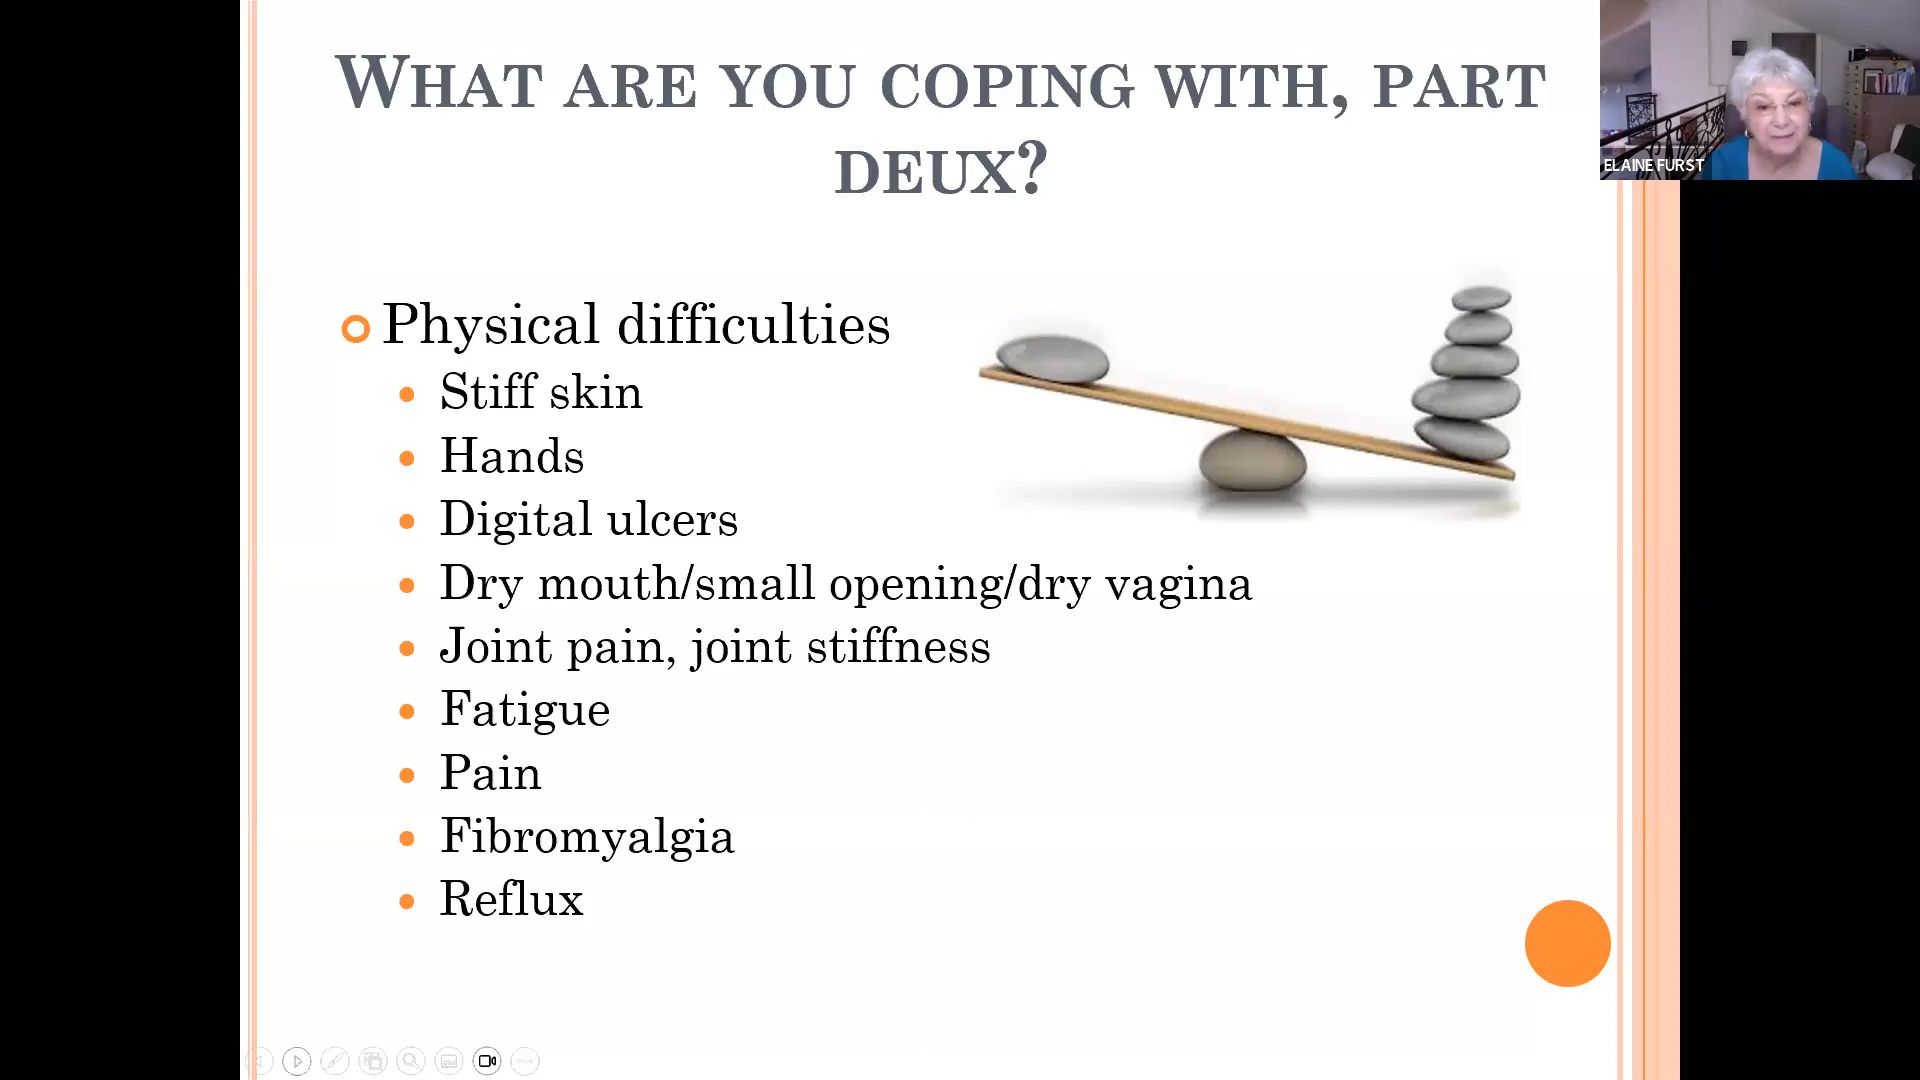 WHAT ARE YOU COPING WITH, PART
DEUX?
ELAINE FURST
Physical difficulties
Stiff skin
Hands
Digital ulcers
Dry mouth/small opening/dry vagina
Joint pain, joint stiffness
Fatigue
Pain
Fibromyalgia
Reflux